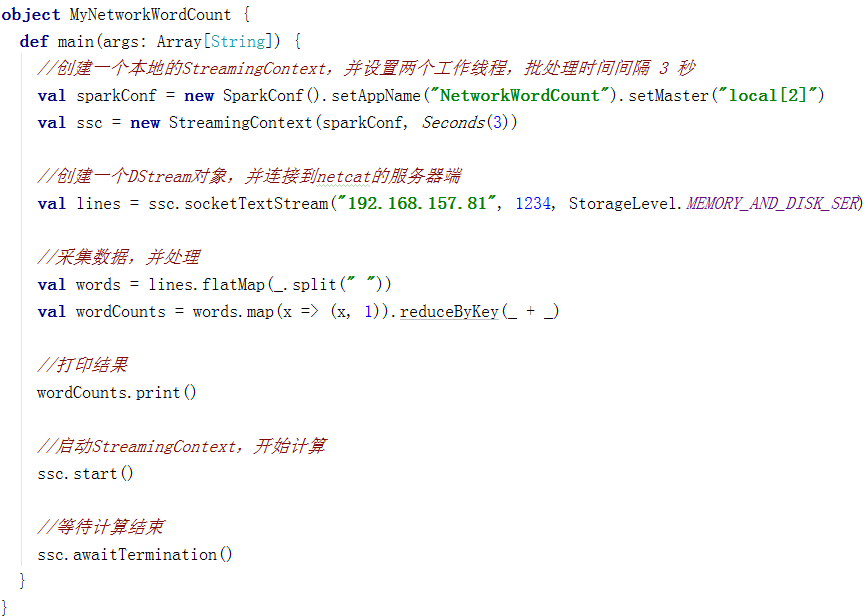 object MyNetworkWordCount {
def main(args: Array[String]) {
//创建一个本地的StreamingContext，并设置两个工作线程，批处理时间间隔 3 秒
val sparkConf = new SparkConf().setAppName("NetworkWordCount").setMaster("local[2]")
val ssc = new StreamingContext(sparkConf, Seconds(3))
//创建一个DStream对象，并连接到netcat的服务器端
val lines = ssc.socketTextStream("192.168.157.81", 1234, StorageLevel.MEMORY_AND_DISK_SER)
//采集数据，并处理
val words = lines.flatMap(_.split(" "))
val wordCounts = words.map(x => (x, 1)).reduceByKey(_ + _)
//打印结果
wordCounts.print()
//启动StreamingContext，开始计算
ssc.start()
//等待计算结束
ssc.awaitTermination()
}
}